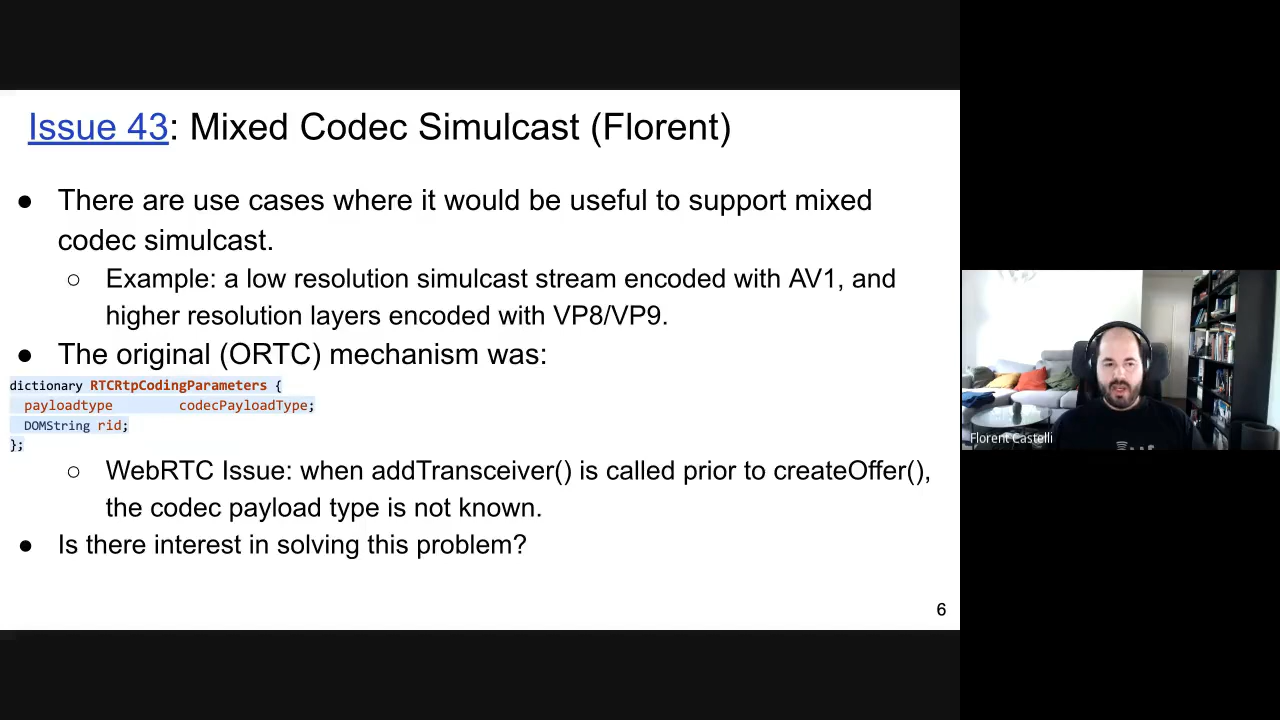 Issue 43: Mixed Codec Simulcast (Florent)
● There are use cases where it would be useful to support mixed
codec simulcast.
○ Example: a low resolution simulcast stream encoded with AV1, and
higher resolution layers encoded with VP8/VP9.
● The original (ORTC) mechanism was:
dictionary RTCRtpCodingParameters {
payloadtype codecPayloadType;
DOMString rid;
};
○ WebRTC Issue: when addTransceiver() is called prior to createOffer(),
the codec payload type is not known.
● Is there interest in solving this problem?
6
Florent Castelli